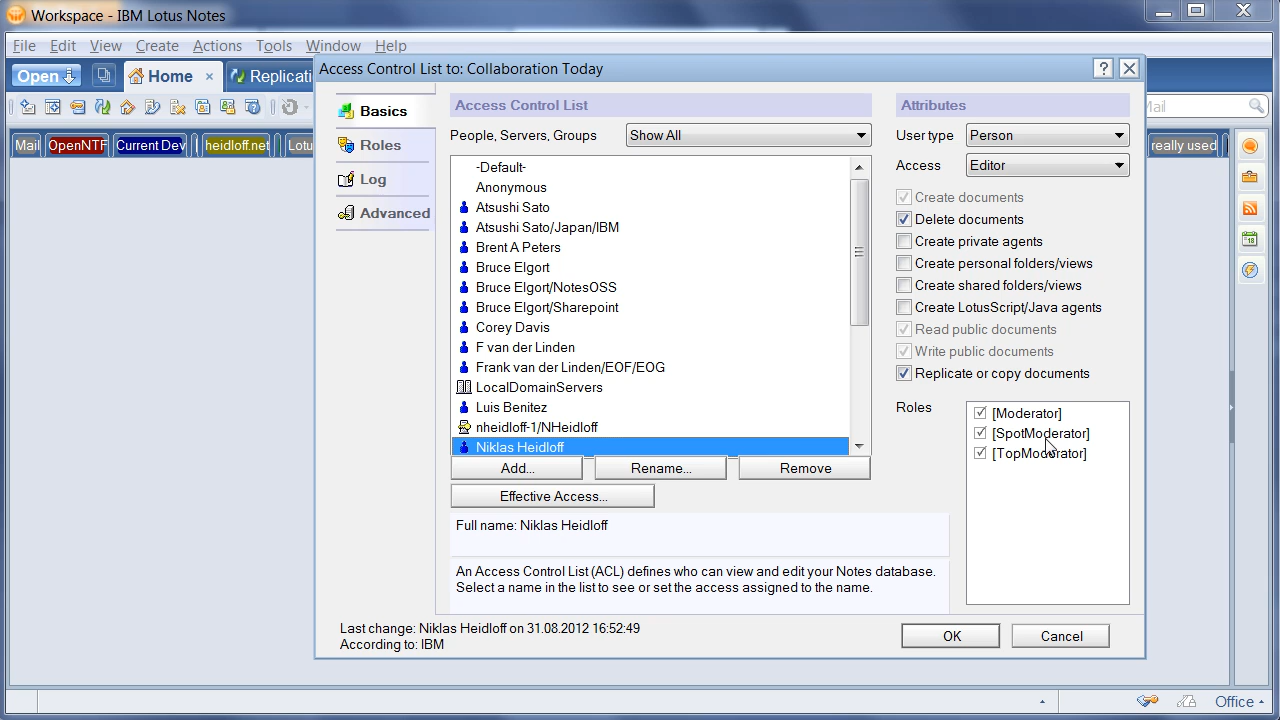 Workspace - IBM Lotus Notes
File Edit View Create Actions Tools Window Help
Open Home × Replicati
Access Control List to: Collaboration Today
?
Mail OpenNTF Current Dev heidloff.net Lotu really used
Basics
Roles
Log
Advanced
Access Control List
People, Servers, Groups Show All
-Default-
Anonymous
Atsushi Sato
Atsushi Sato/Japan/IBM
Brent A Peters
Bruce Elgort
Bruce Elgort/NotesOSS
Bruce Elgort/Sharepoint
Corey Davis
F van der Linden
Frank van der Linden/EOF/EOG
LocalDomainServers
Luis Benitez
nheidloff-1/NHeidloff
Niklas Heidloff
Add... Rename... Remove
Effective Access...
Full name: Niklas Heidloff
An Access Control List (ACL) defines who can view and edit your Notes database.
Select a name in the list to see or set the access assigned to the name.
Attributes
User type Person
Access Editor
Create documents
Delete documents
Create private agents
Create personal folders/views
Create shared folders/views
Create LotusScript/Java agents
Read public documents
Write public documents
Replicate or copy documents
Roles [Moderator]
[SpotModerator]
[TopModerator]
Last change: Niklas Heidloff on 31.08.2012 16:52:49
According to: IBM
OK Cancel
Office